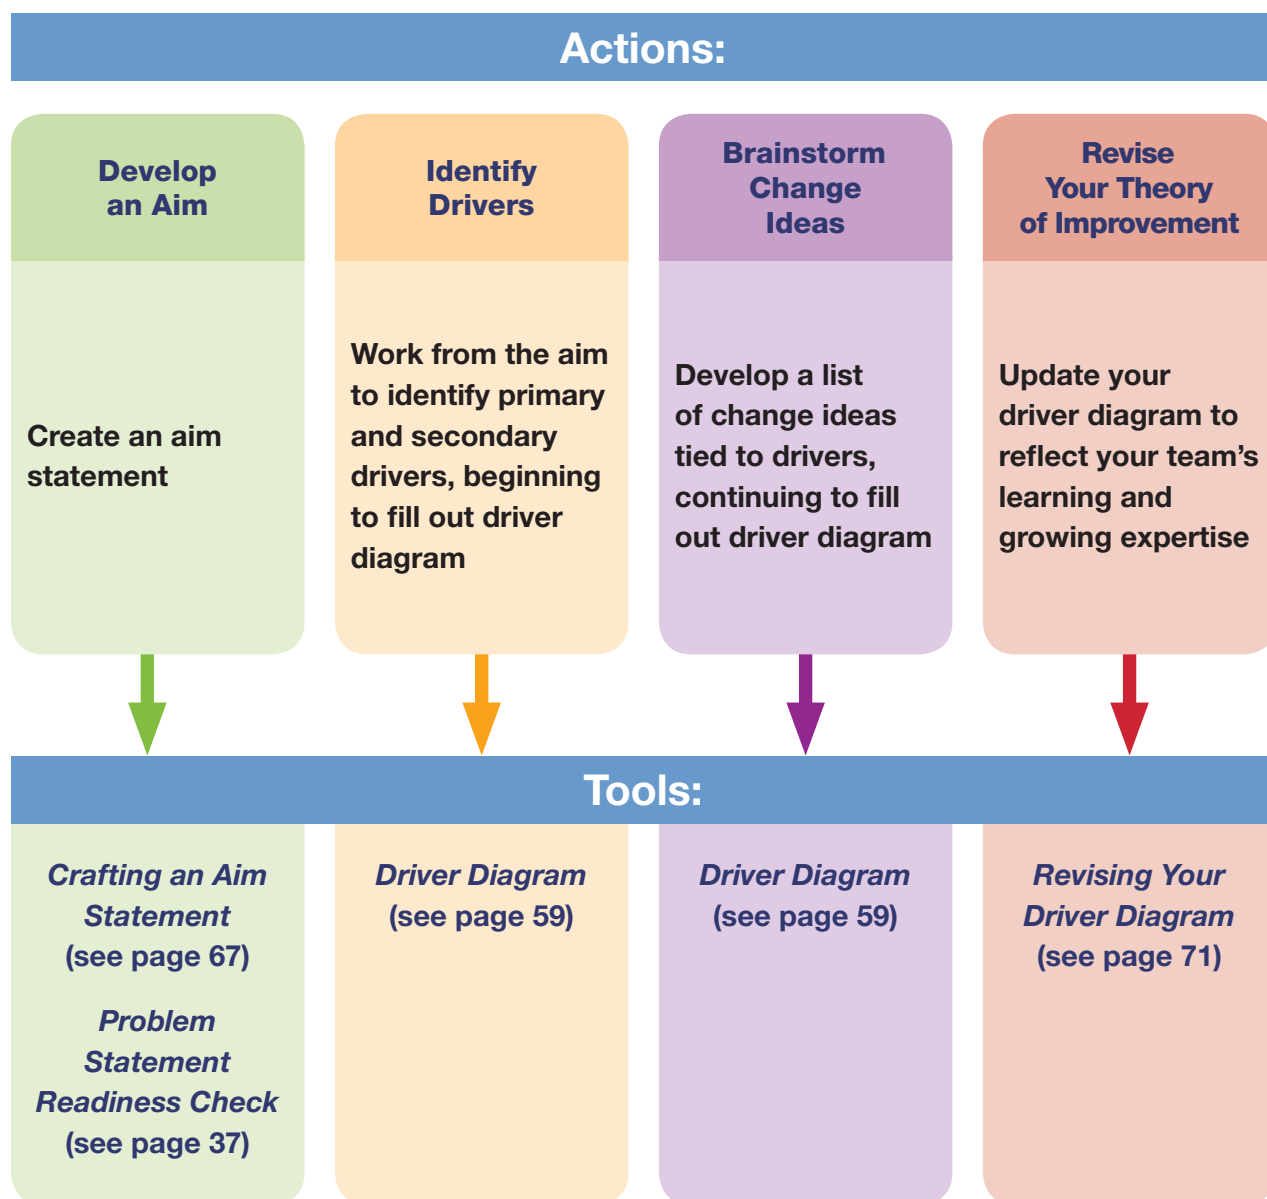 Actions:
Develop
an Aim
Create an aim
statement
Identify
Drivers
Work from the aim
to identify primary
and secondary
drivers, beginning
to fill out driver
diagram
Brainstorm
Change
Ideas
Develop a list
of change ideas
tied to drivers,
continuing to fill
out driver diagram
Revise
Your Theory
of Improvement
Update your
driver diagram to
reflect your team’s
learning and
growing expertise
Tools:
Crafting an Aim
Statement
(see page 67)
Problem
Statement
Readiness Check
(see page 37)
Driver Diagram
(see page 59)
Driver Diagram
(see page 59)
Revising Your
Driver Diagram
(see page 71)